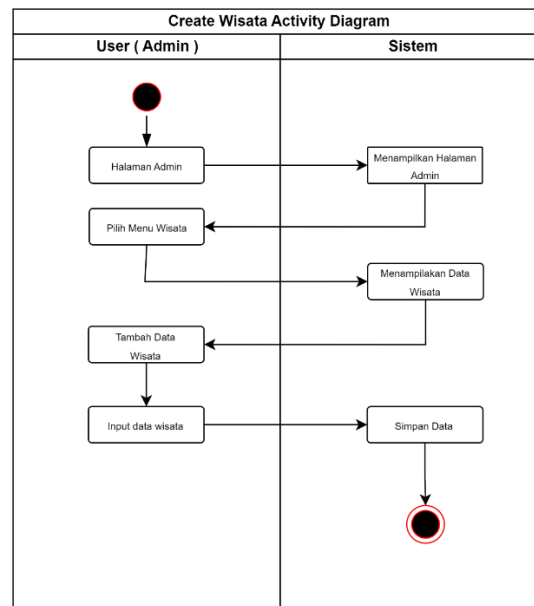 Create Wisata Activity Diagram
User ( Admin )
Sistem
Halaman Admin
Menampilkan Halaman
Admin
Pilih Menu Wisata
Menampilakan Data
Wisata
Tambah Data
Wisata
Input data wisata
Simpan Data